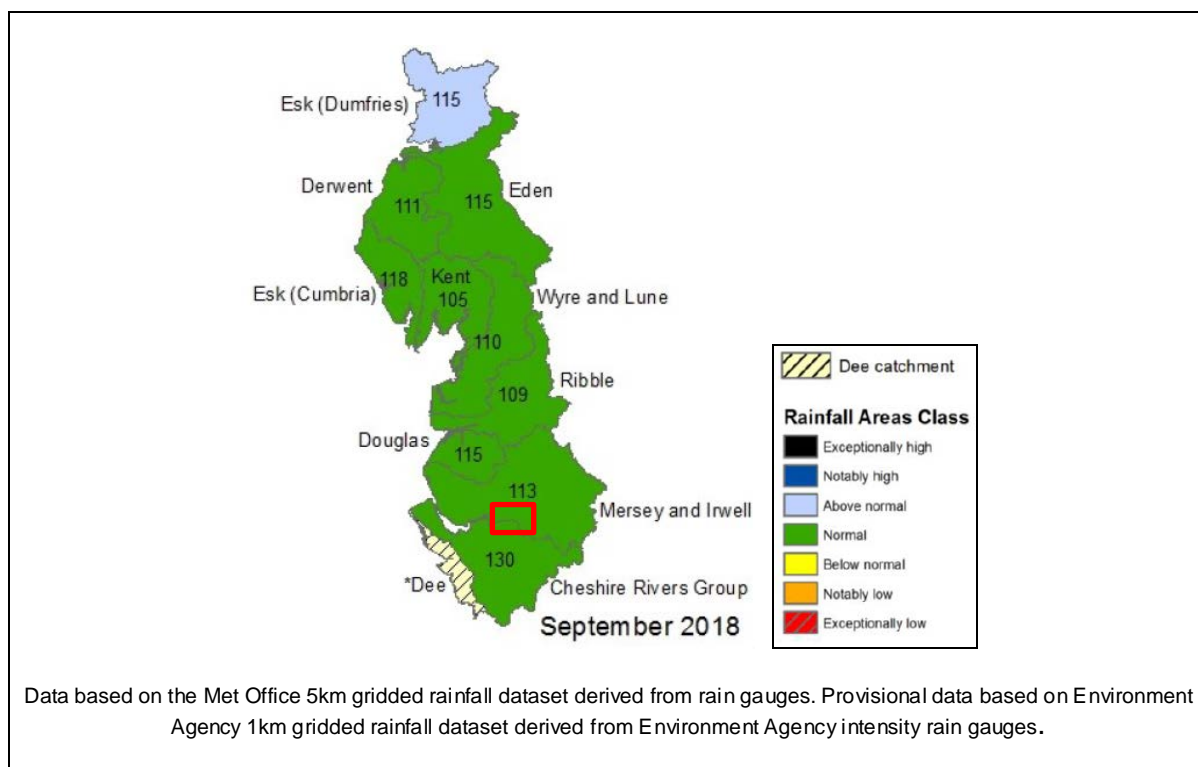 115
Esk (Dumfries)
Derwent
111
115
Eden
118
Kent
105
Esk (Cumbria)
Wyre and Lune
110
109
Ribble
Douglas
115
113
Mersey and Irwell
130
*Dee
Cheshire Rivers Group
September 2018
Dee catchment
Rainfall Areas Class
Exceptionally high
Notably high
Above normal
Normal
Below normal
Notably low
Exceptionally low
Data based on the Met Office 5km gridded rainfall dataset derived from rain gauges. Provisional data based on Environment
Agency 1km gridded rainfall dataset derived from Environment Agency intensity rain gauges.